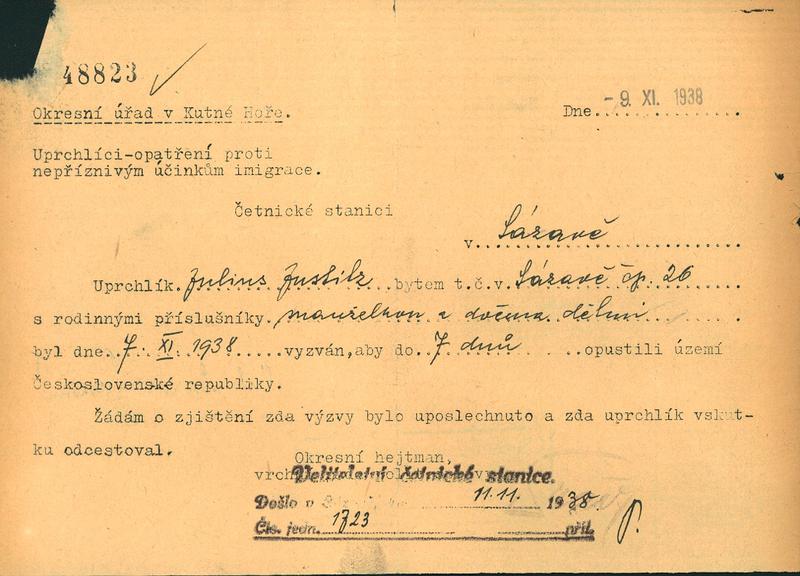 48823
Okresní úřad v Kutné Hoře.
Dne - 9. XI. 1938
Uprchlíci-opatření proti
nepříznivým účinkům imigrace.
Četnické stanici
v Sázavě
Uprchlík Julius Justitz bytem t.č.v. Sázavě čp. 26
s rodinnými příslušníky manželkou a dvěma dětmi
byl dne 7. XI. 1938 vyzván,aby do 7 dnů opustili území
Československé republiky.
Žádám o zjištění zda výzvy bylo uposlechnuto a zda uprchlík vskut-
ku odcestoval.
Okresní hejtman,
Velitelství četnické stanice.
Došlo 11.11. 1938
Čís. jedn. 1723 příl.